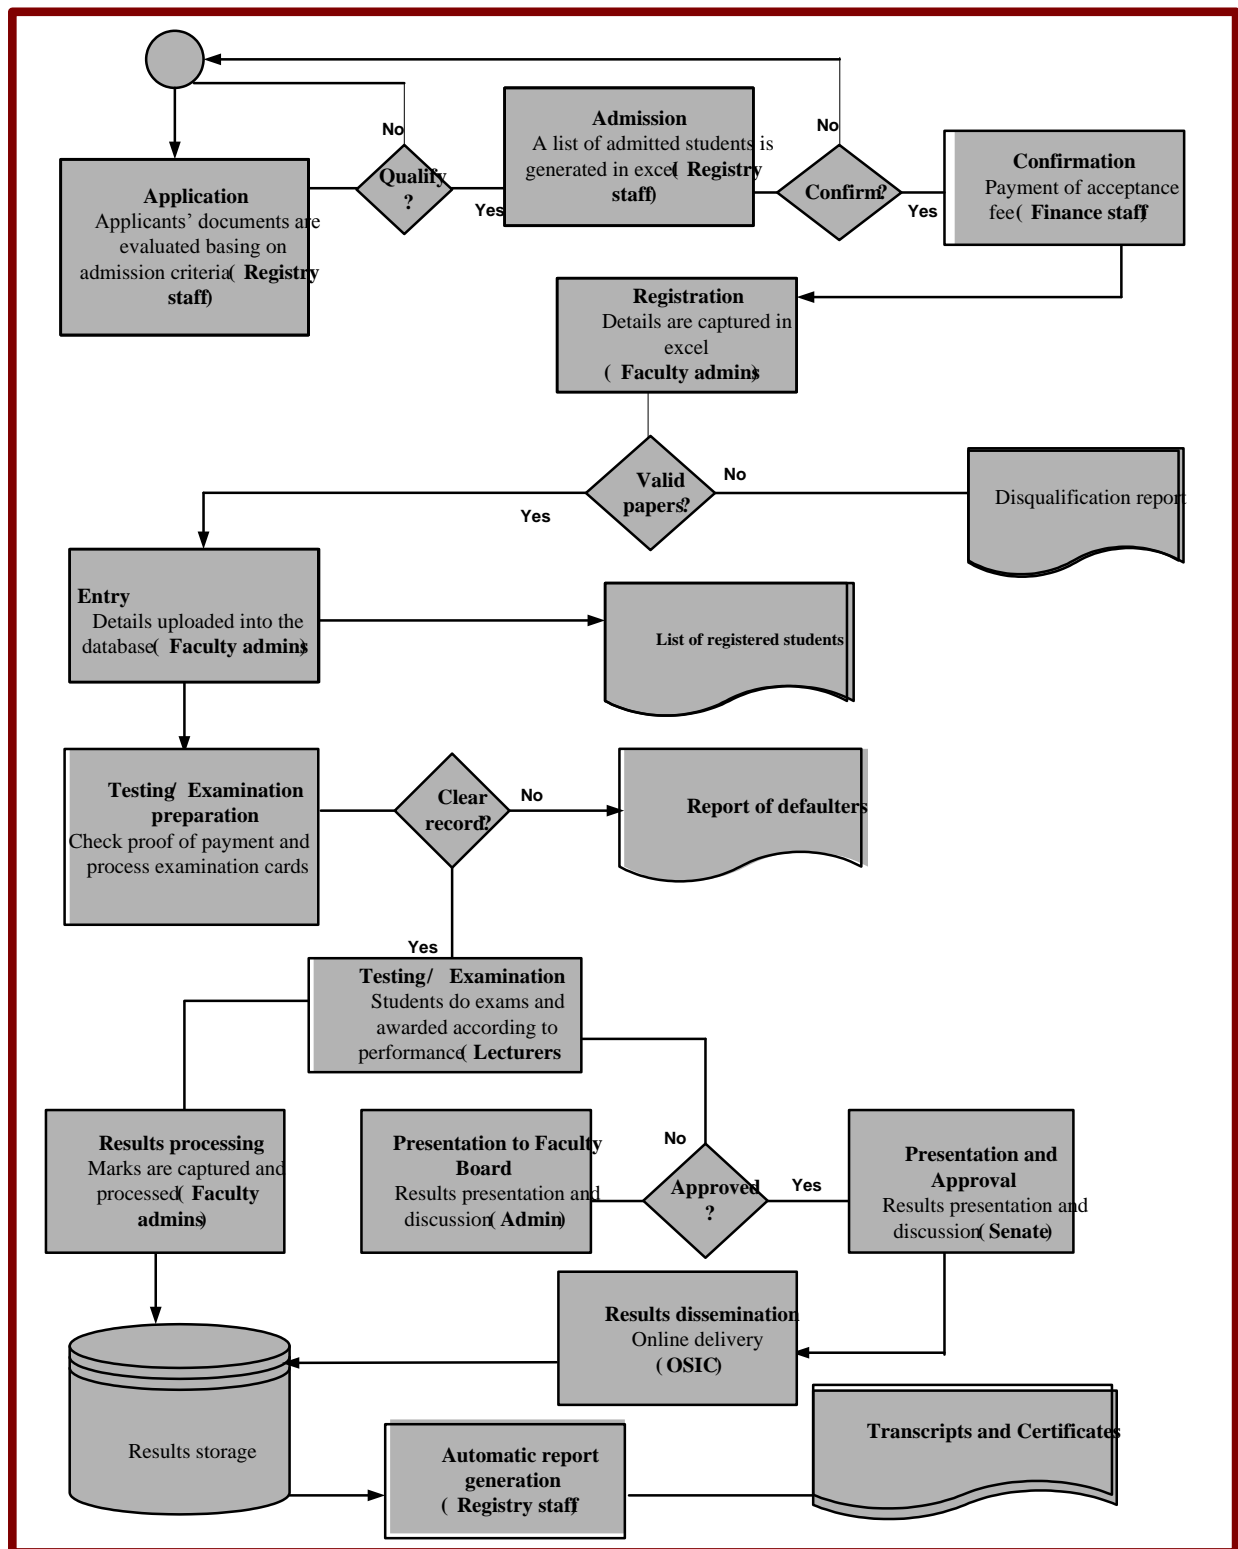 No
Qualify
?
Yes
Admission
A list of admitted students is
generated in excel( Registry
staff)
No
Confirm?
Yes
Confirmation
Payment of acceptance
fee( Finance staff)
Application
Applicants’ documents are
evaluated basing on
admission criteria( Registry
staff)
Registration
Details are captured in
excel
( Faculty admins)
Valid
papers?
No
Yes
Disqualification report
Entry
Details uploaded into the
database( Faculty admins)
List of registered students
Testing/ Examination
preparation
Check proof of payment and
process examination cards
Clear
record?
No
Report of defaulters
Yes
Testing/ Examination
Students do exams and
awarded according to
performance( Lecturers
Results processing
Marks are captured and
processed( Faculty
admins)
Presentation to Faculty
Board
Results presentation and
discussion( Admin)
No
Approved
?
Yes
Presentation and
Approval
Results presentation and
discussion( Senate)
Results dissemination
Online delivery
( OSIC)
Results storage
Automatic report
generation
( Registry staff)
Transcripts and Certificates